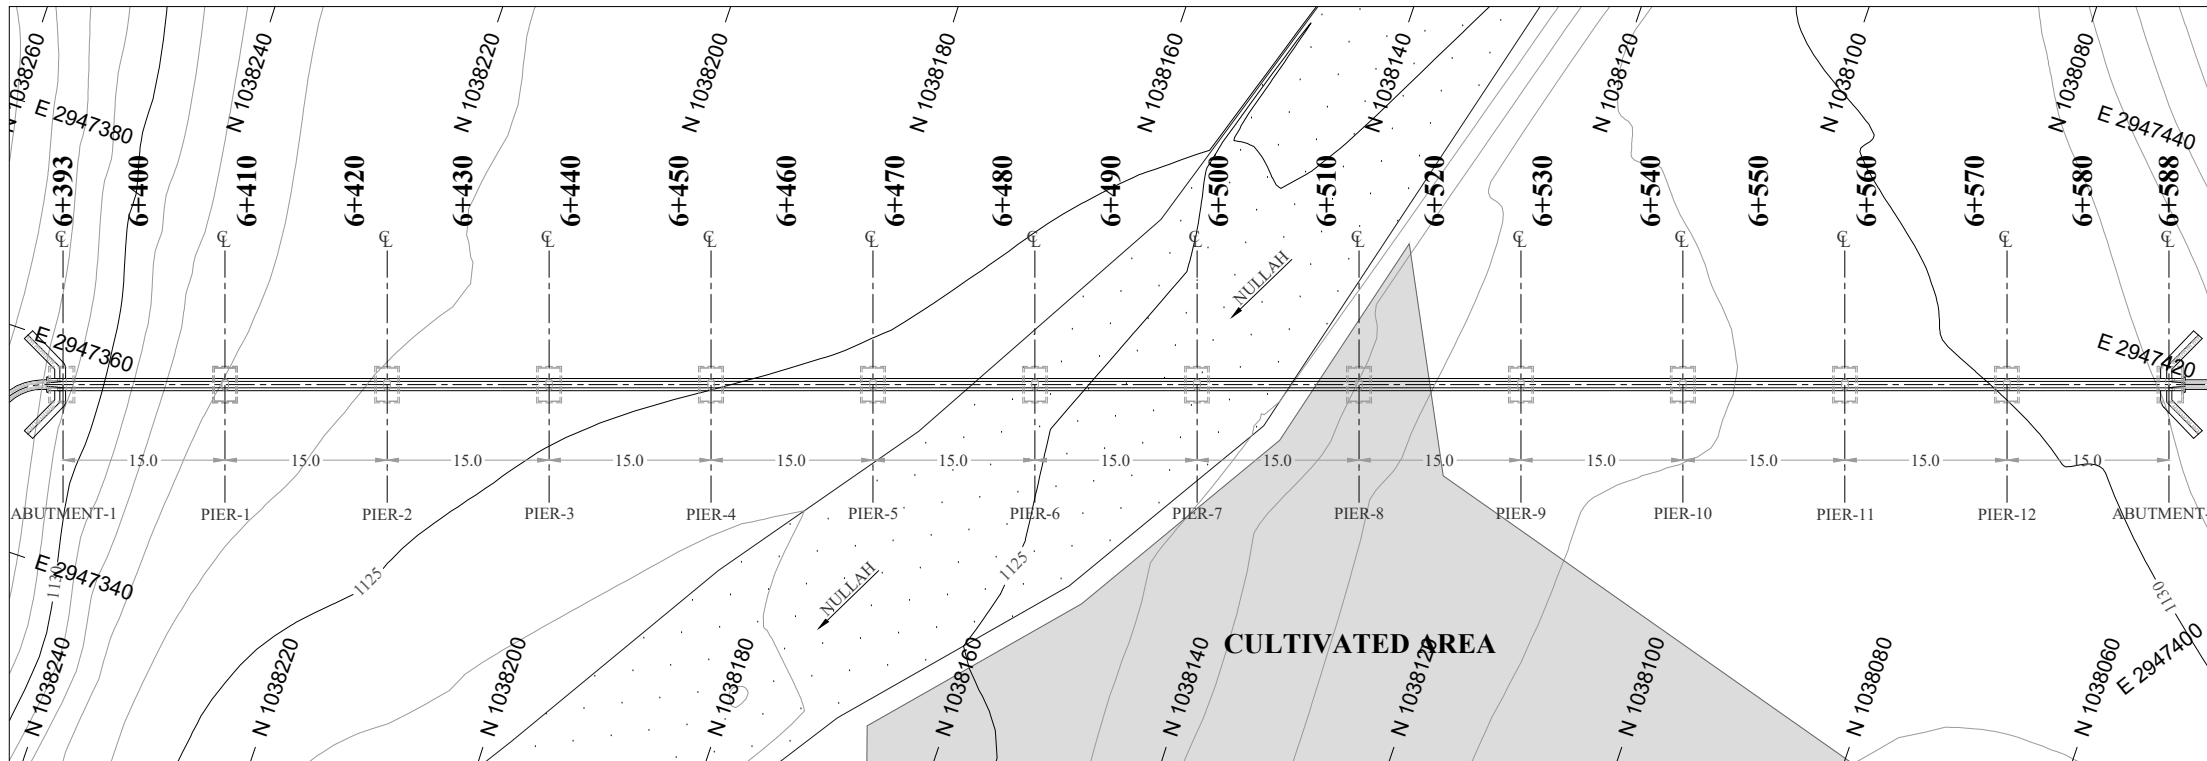 N 1038260
N 1038240
N 1038220
N 1038200
N 1038180
N 1038160
N 1038140
N 1038120
N 1038100
N 1038080
E 2947380
E 2947440
6+393
6+400
6+410
6+420
6+430
6+440
6+450
6+460
6+470
6+480
6+490
6+500
6+510
6+520
6+530
6+540
6+550
6+560
6+570
6+580
6+588
℄ ℄ ℄ ℄ ℄ ℄ ℄ ℄ ℄ ℄ ℄ ℄ ℄ ℄
NULLAH
E 2947360
E 2947420
15.0 15.0 15.0 15.0 15.0 15.0 15.0 15.0 15.0 15.0 15.0 15.0 15.0
ABUTMENT-1 PIER-1 PIER-2 PIER-3 PIER-4 PIER-5 PIER-6 PIER-7 PIER-8 PIER-9 PIER-10 PIER-11 PIER-12 ABUTMENT-
E 2947340
1130
1125
NULLAH
1125
1130
CULTIVATED AREA
E 2947400
N 1038240
N 1038220
N 1038200
N 1038180
N 1038160
N 1038140
N 1038120
N 1038100
N 1038080
N 1038060